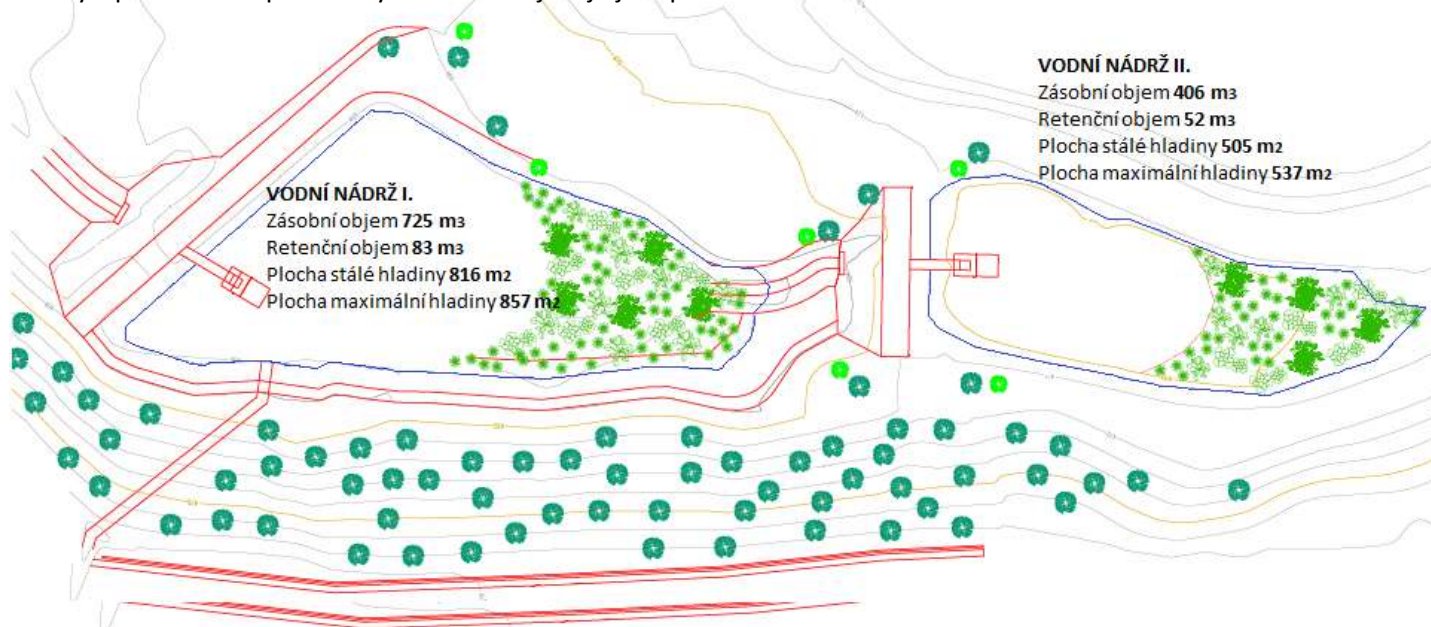 VODNÍ NÁDRŽ I.
Zásobní objem 725 m3
Retenční objem 83 m3
Plocha stálé hladiny 816 m2
Plocha maximální hladiny 857 m2
VODNÍ NÁDRŽ II.
Zásobní objem 406 m3
Retenční objem 52 m3
Plocha stálé hladiny 505 m2
Plocha maximální hladiny 537 m2